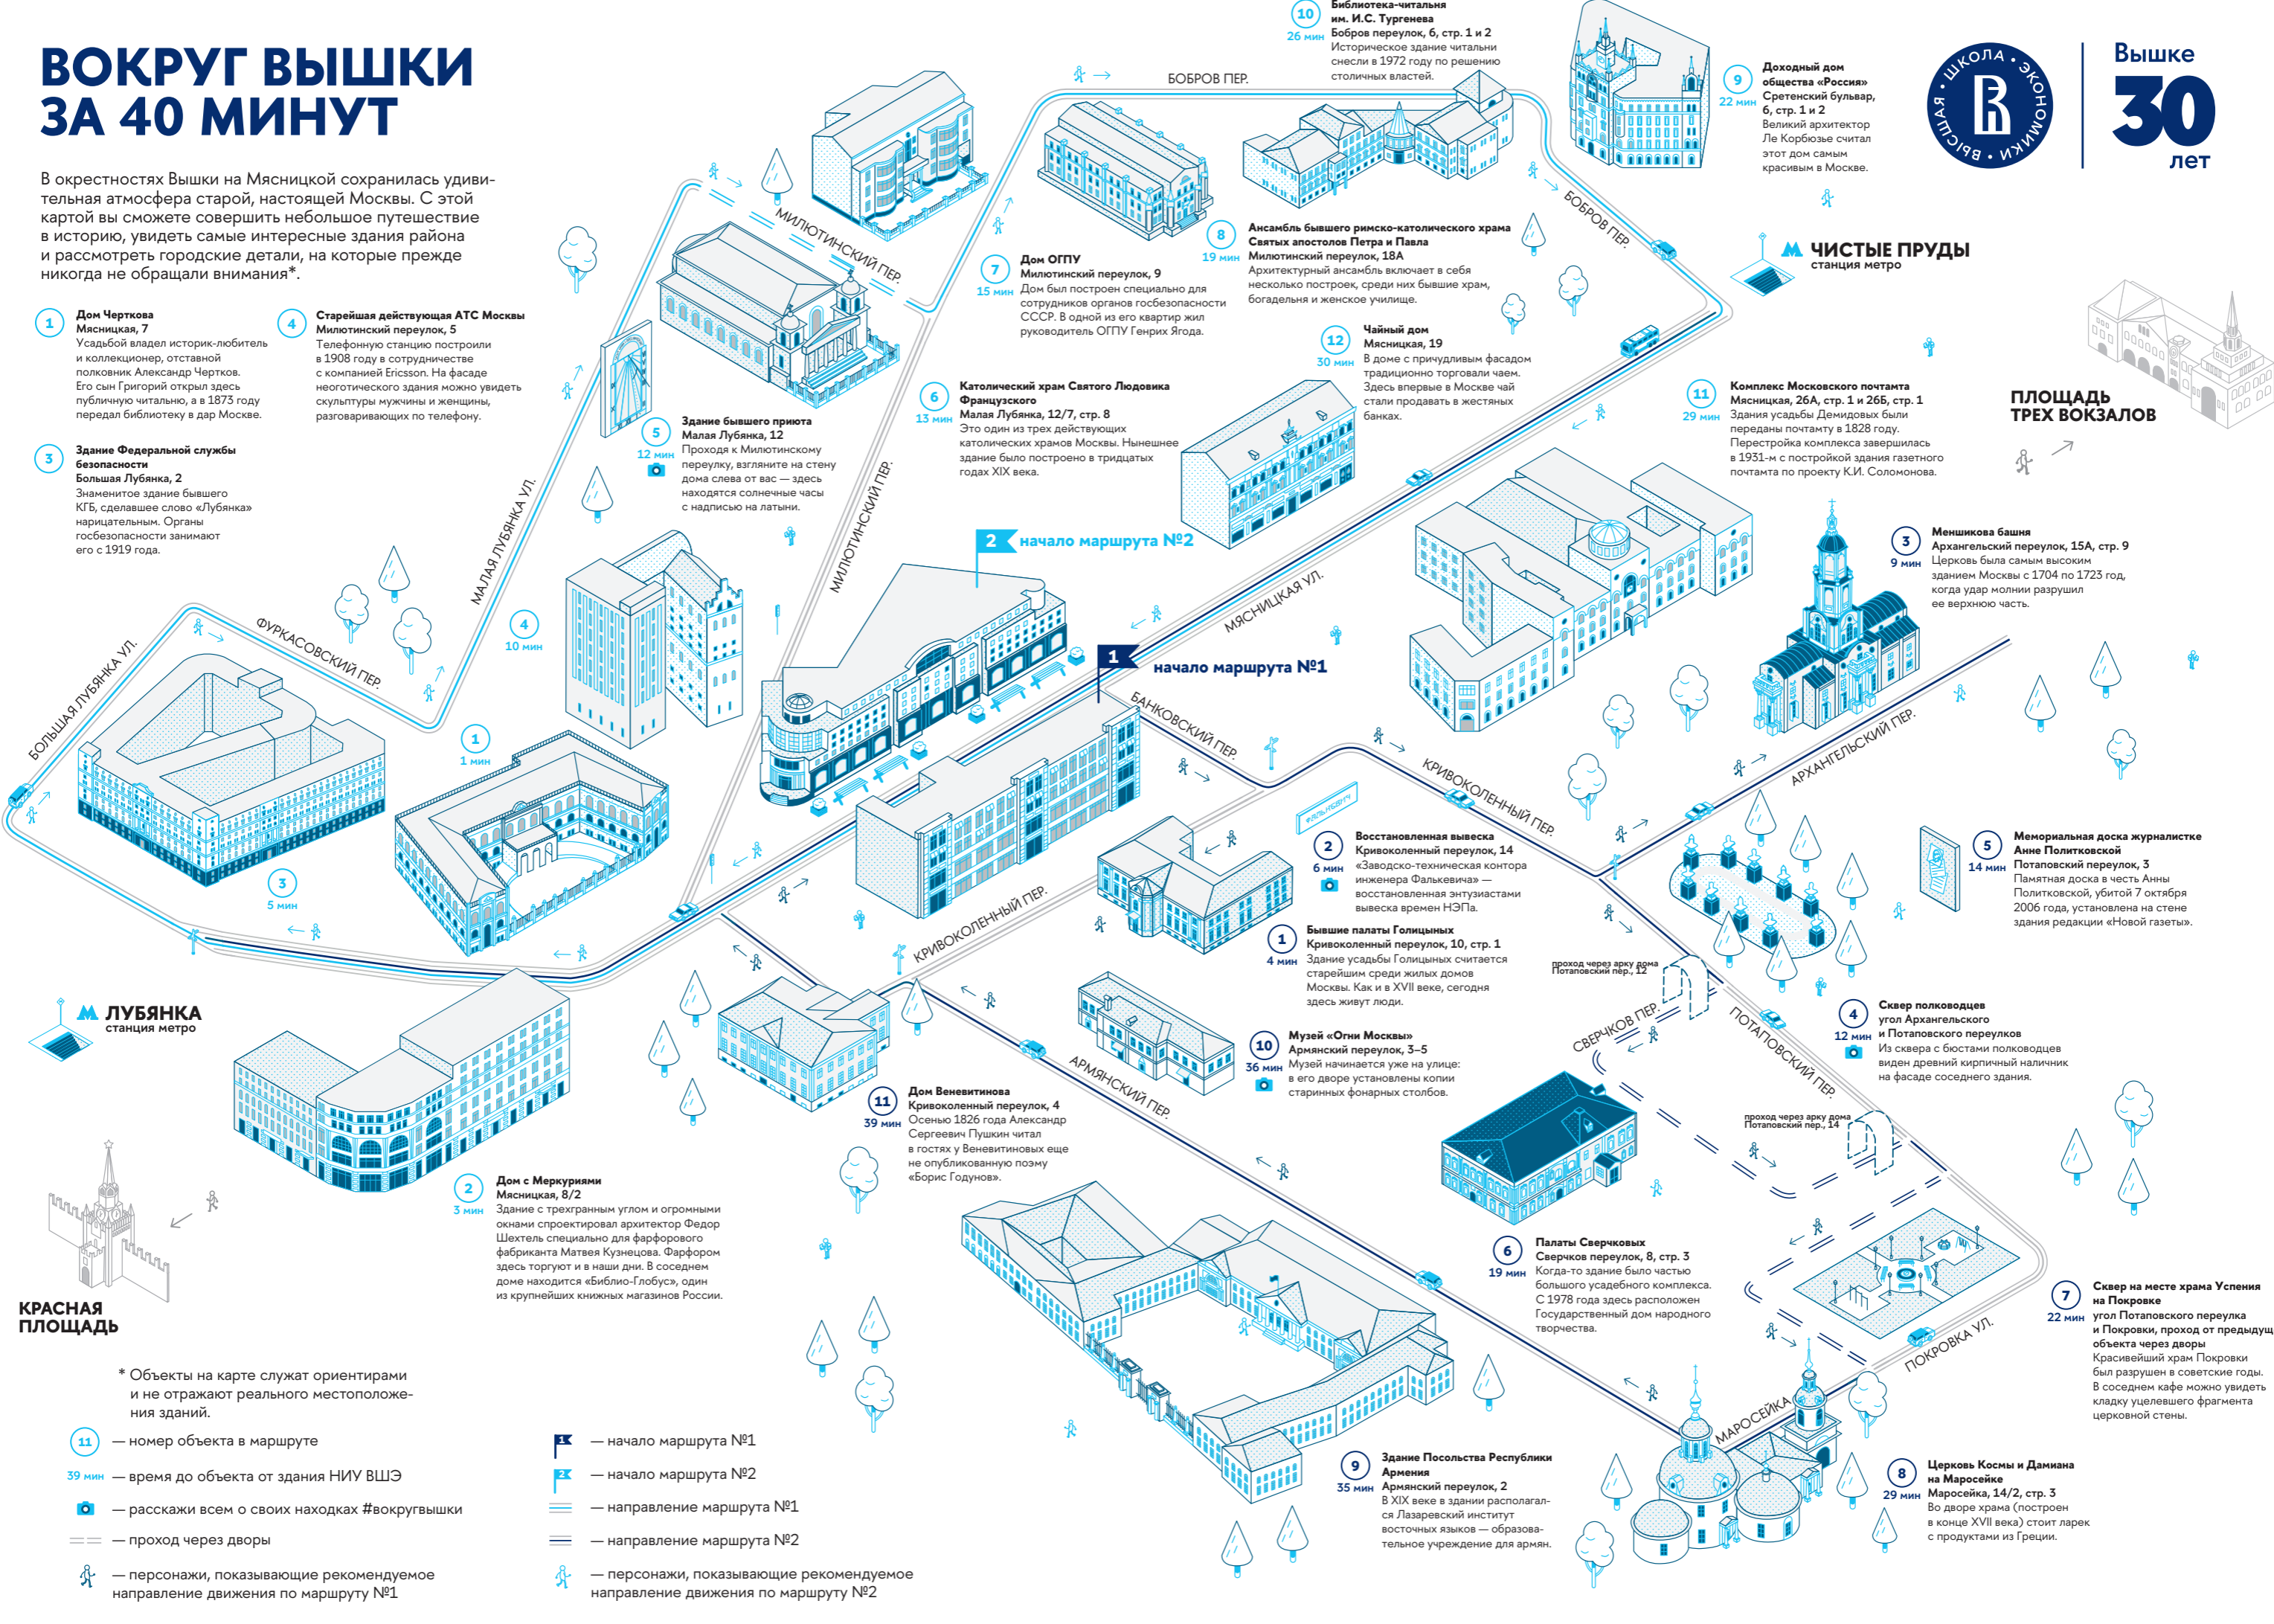 ВОКРУГ ВЫШКИ
ЗА 40 МИНУТ
В окрестностях Вышки на Мясницкой сохранилась удиви-
тельная атмосфера старой, настоящей Москвы. С этой
картой вы сможете совершить небольшое путешествие
в историю, увидеть самые интересные здания района
и рассмотреть городские детали, на которые прежде
никогда не обращали внимания*.
ВЫСШАЯ • ШКОЛА • ЭКОНОМИКИ •
Вышке
30
лет
1
Дом Черткова
Мясницкая, 7
Усадьбой владел историк-любитель
и коллекционер, отставной
полковник Александр Чертков.
Его сын Григорий открыл здесь
публичную читальню, а в 1873 году
передал библиотеку в дар Москве.
3
Здание Федеральной службы
безопасности
Большая Лубянка, 2
Знаменитое здание бывшего
КГБ, сделавшее слово «Лубянка»
нарицательным. Органы
госбезопасности занимают
его с 1919 года.
4
Старейшая действующая АТС Москвы
Милютинский переулок, 5
Телефонную станцию построили
в 1908 году в сотрудничестве
с компанией Ericsson. На фасаде
неоготического здания можно увидеть
скульптуры мужчины и женщины,
разговаривающих по телефону.
5
12 мин
Здание бывшего приюта
Малая Лубянка, 12
Проходя к Милютинскому
переулку, взгляните на стену
дома слева от вас — здесь
находятся солнечные часы
с надписью на латыни.
6
13 мин
Католический храм Святого Людовика
Французского
Малая Лубянка, 12/7, стр. 8
Это один из трех действующих
католических храмов Москвы. Нынешнее
здание было построено в тридцатых
годах XIX века.
7
15 мин
Дом ОГПУ
Милютинский переулок, 9
Дом был построен специально для
сотрудников органов госбезопасности
СССР. В одной из его квартир жил
руководитель ОГПУ Генрих Ягода.
8
19 мин
Ансамбль бывшего римско-католического храма
Святых апостолов Петра и Павла
Милютинский переулок, 18А
Архитектурный ансамбль включает в себя
несколько построек, среди них бывшие храм,
богадельня и женское училище.
9
22 мин
Доходный дом
общества «Россия»
Сретенский бульвар,
6, стр. 1 и 2
Великий архитектор
Ле Корбюзье считал
этот дом самым
красивым в Москве.
10
26 мин
Библиотека-читальня
им. И.С. Тургенева
Бобров переулок, 6, стр. 1 и 2
Историческое здание читальни
снесли в 1972 году по решению
столичных властей.
11
29 мин
Комплекс Московского почтамта
Мясницкая, 26А, стр. 1 и 26Б, стр. 1
Здания усадьбы Демидовых были
переданы почтамту в 1828 году.
Перестройка комплекса завершилась
в 1931-м с постройкой здания газетного
почтамта по проекту К.И. Соломонова.
12
30 мин
Чайный дом
Мясницкая, 19
В доме с причудливым фасадом
традиционно торговали чаем.
Здесь впервые в Москве чай
стали продавать в жестяных
банках.
БОБРОВ ПЕР.
БОБРОВ ПЕР.
МИЛЮТИНСКИЙ ПЕР.
МИЛЮТИНСКИЙ ПЕР.
МАЛАЯ ЛУБЯНКА УЛ.
ФУРКАСОВСКИЙ ПЕР.
БОЛЬШАЯ ЛУБЯНКА УЛ.
МЯСНИЦКАЯ УЛ.
БАНКОВСКИЙ ПЕР.
КРИВОКОЛЕННЫЙ ПЕР.
КРИВОКОЛЕННЫЙ ПЕР.
АРХАНГЕЛЬСКИЙ ПЕР.
АРМЯНСКИЙ ПЕР.
СВЕРЧКОВ ПЕР.
ПОТАПОВСКИЙ ПЕР.
ПОКРОВКА УЛ.
МАРОСЕЙКА
ЧИСТЫЕ ПРУДЫ
станция метро
ПЛОЩАДЬ
ТРЕХ ВОКЗАЛОВ
2 начало маршрута №2
1 начало маршрута №1
4
10 мин
1
1 мин
3
5 мин
ЛУБЯНКА
станция метро
КРАСНАЯ
ПЛОЩАДЬ
2
3 мин
Дом с Меркуриями
Мясницкая, 8/2
Здание с трехгранным углом и огромными
окнами спроектировал архитектор Федор
Шехтель специально для фарфорового
фабриканта Матвея Кузнецова. Фарфором
здесь торгуют и в наши дни. В соседнем
доме находится «Библио-Глобус», один
из крупнейших книжных магазинов России.
3
9 мин
Меншикова башня
Архангельский переулок, 15А, стр. 9
Церковь была самым высоким
зданием Москвы с 1704 по 1723 год,
когда удар молнии разрушил
ее верхнюю часть.
ФАЛЬКЕВИЧ
2
6 мин
Восстановленная вывеска
Кривоколенный переулок, 14
«Заводско-техническая контора
инженера Фалькевича» —
восстановленная энтузиастами
вывеска времен НЭПа.
1
4 мин
Бывшие палаты Голицыных
Кривоколенный переулок, 10, стр. 1
Здание усадьбы Голицыных считается
старейшим среди жилых домов
Москвы. Как и в XVII веке, сегодня
здесь живут люди.
5
14 мин
Мемориальная доска журналистке
Анне Политковской
Потаповский переулок, 3
Памятная доска в честь Анны
Политковской, убитой 7 октября
2006 года, установлена на стене
здания редакции «Новой газеты».
4
12 мин
Сквер полководцев
угол Архангельского
и Потаповского переулков
Из сквера с бюстами полководцев
виден древний кирпичный наличник
на фасаде соседнего здания.
проход через арку дома
Потаповский пер., 12
проход через арку дома
Потаповский пер., 14
10
36 мин
Музей «Огни Москвы»
Армянский переулок, 3–5
Музей начинается уже на улице:
в его дворе установлены копии
старинных фонарных столбов.
11
39 мин
Дом Веневитинова
Кривоколенный переулок, 4
Осенью 1826 года Александр
Сергеевич Пушкин читал
в гостях у Веневитиновых еще
не опубликованную поэму
«Борис Годунов».
6
19 мин
Палаты Сверчковых
Сверчков переулок, 8, стр. 3
Когда-то здание было частью
большого усадебного комплекса.
С 1978 года здесь расположен
Государственный дом народного
творчества.
7
22 мин
Сквер на месте храма Успения
на Покровке
угол Потаповского переулка
и Покровки, проход от предыдущ
объекта через дворы
Красивейший храм Покровки
был разрушен в советские годы.
В соседнем кафе можно увидеть
кладку уцелевшего фрагмента
церковной стены.
8
29 мин
Церковь Космы и Дамиана
на Маросейке
Маросейка, 14/2, стр. 3
Во дворе храма (построен
в конце XVII века) стоит ларек
с продуктами из Греции.
9
35 мин
Здание Посольства Республики
Армения
Армянский переулок, 2
В XIX веке в здании располагал-
ся Лазаревский институт
восточных языков — образова-
тельное учреждение для армян.
* Объекты на карте служат ориентирами
и не отражают реального местоположе-
ния зданий.
11 — номер объекта в маршруте
39 мин — время до объекта от здания НИУ ВШЭ
— расскажи всем о своих находках #вокругвышки
— проход через дворы
— персонажи, показывающие рекомендуемое
направление движения по маршруту №1
1 — начало маршрута №1
2 — начало маршрута №2
— направление маршрута №1
— направление маршрута №2
— персонажи, показывающие рекомендуемое
направление движения по маршруту №2